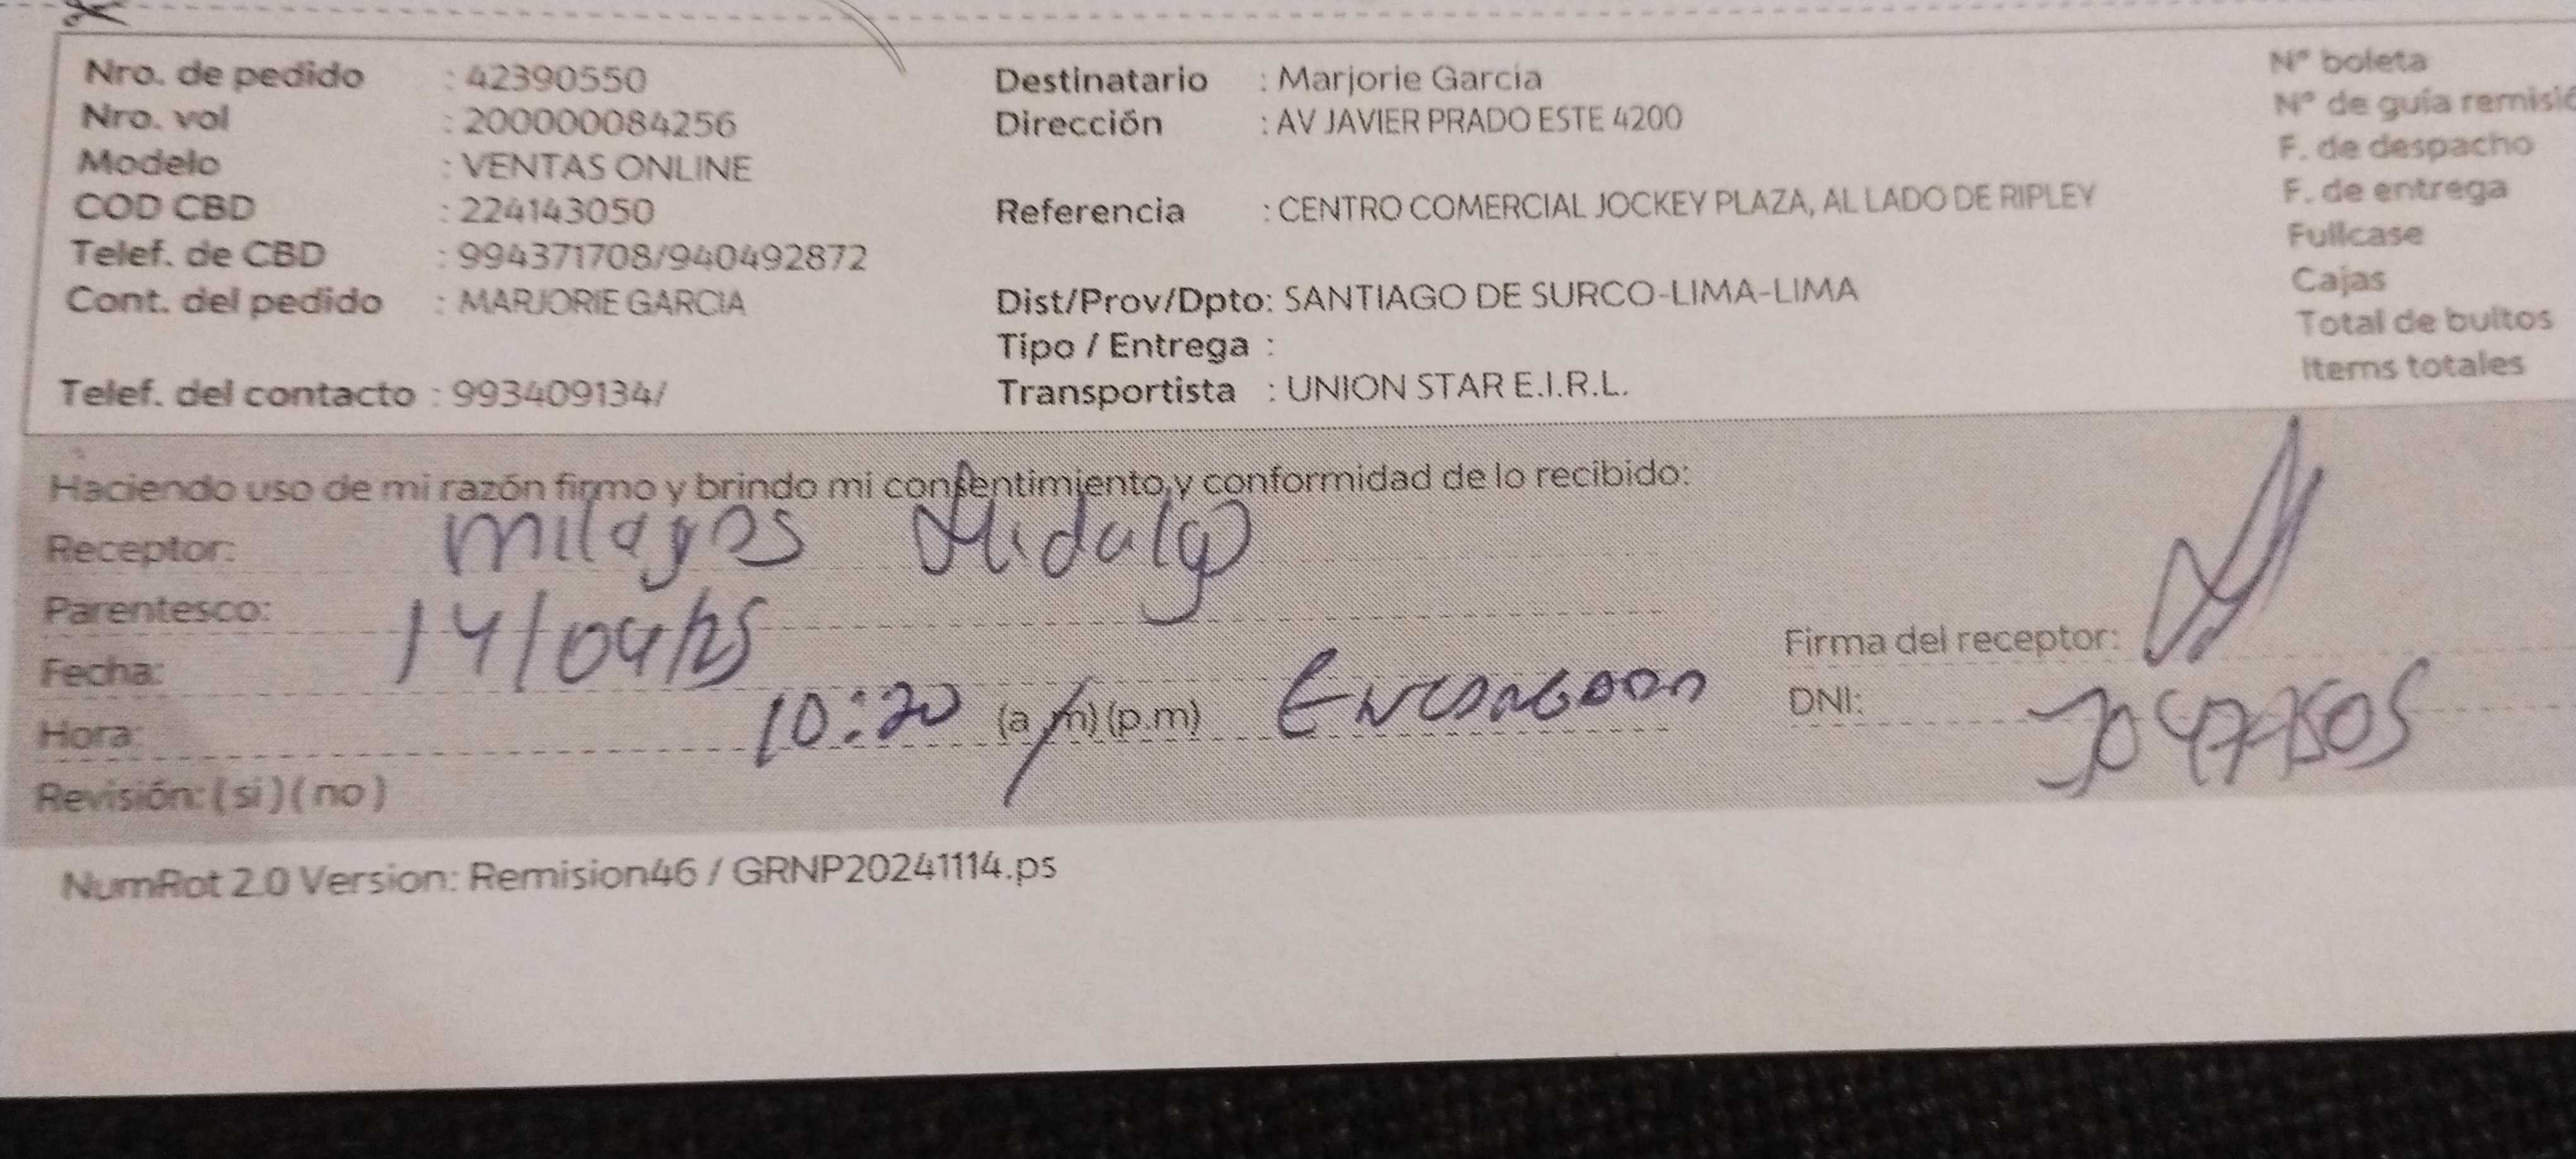 Nro. de pedido : 42390550
Nro. vol : 200000084256
Modelo : VENTAS ONLINE
COD CBD : 224143050
Telef. de CBD : 994371708/940492872
Cont. del pedido : MARJORIE GARCIA
Telef. del contacto : 993409134/
Destinatario : Marjorie Garcia
Dirección : AV JAVIER PRADO ESTE 4200
Referencia : CENTRO COMERCIAL JOCKEY PLAZA, AL LADO DE RIPLEY
Dist/Prov/Dpto: SANTIAGO DE SURCO-LIMA-LIMA
Tipo / Entrega :
Transportista : UNION STAR E.I.R.L.
N° boleta
N° de guía remisió
F. de despacho
F. de entrega
Fullcase
Cajas
Total de bultos
Items totales
Haciendo uso de mi razón firmo y brindo mi consentimiento y conformidad de lo recibido:
Receptor: Milagros Hidalgo
Parentesco:
Fecha: 14/04/25
Hora: 10:20 (a.m) (p.m)
Revisión: ( si ) ( no )
Firma del receptor:
DNI:
NumRot 2.0 Version: Remision46 / GRNP20241114.ps